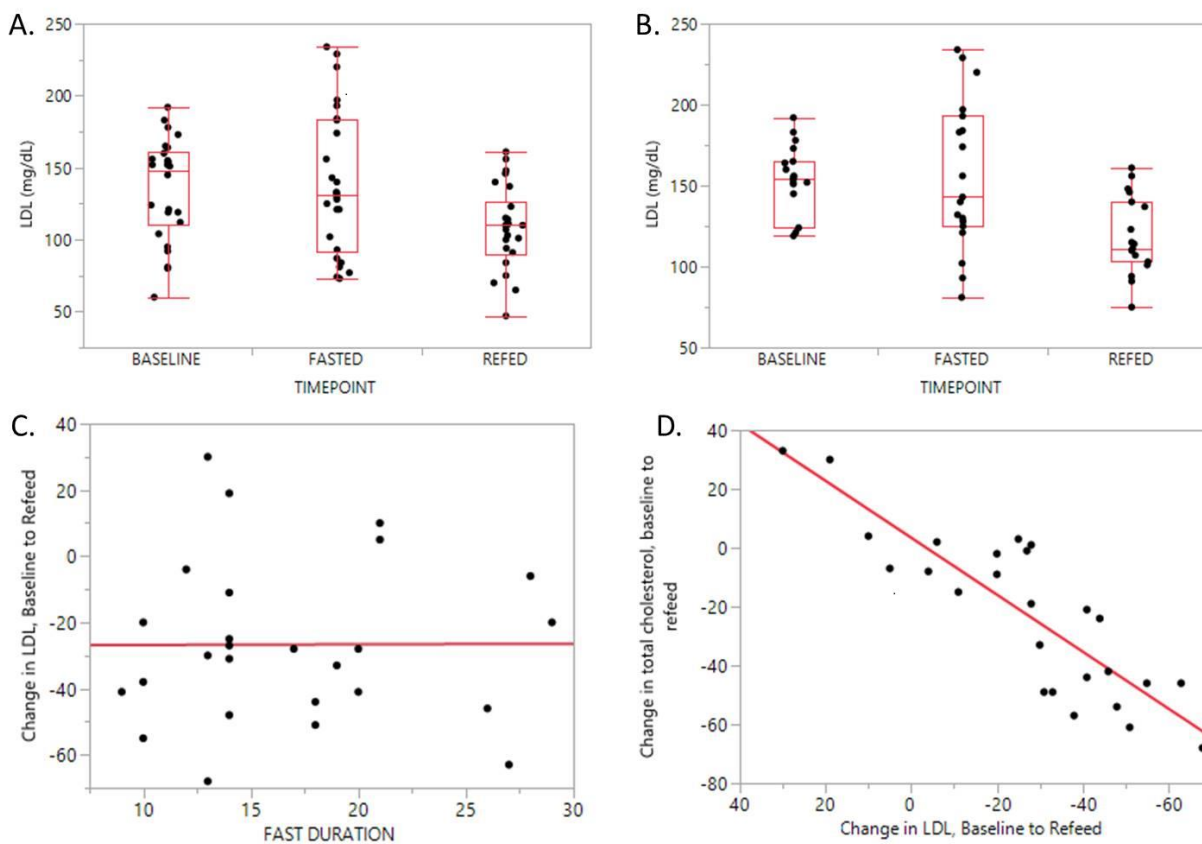 A.
250
200
150
100
50
LDL (mg/dL)
BASELINE FASTED REFED
TIMEPOINT
B.
250
200
150
100
50
LDL (mg/dL)
BASELINE FASTED REFED
TIMEPOINT
C.
40
20
0
-20
-40
-60
Change in LDL, Baseline to Refeed
10 15 20 25 30
FAST DURATION
D.
40
20
0
-20
-40
-60
-80
Change in total cholesterol, baseline to
refeed
40 20 0 -20 -40 -60
Change in LDL, Baseline to Refeed